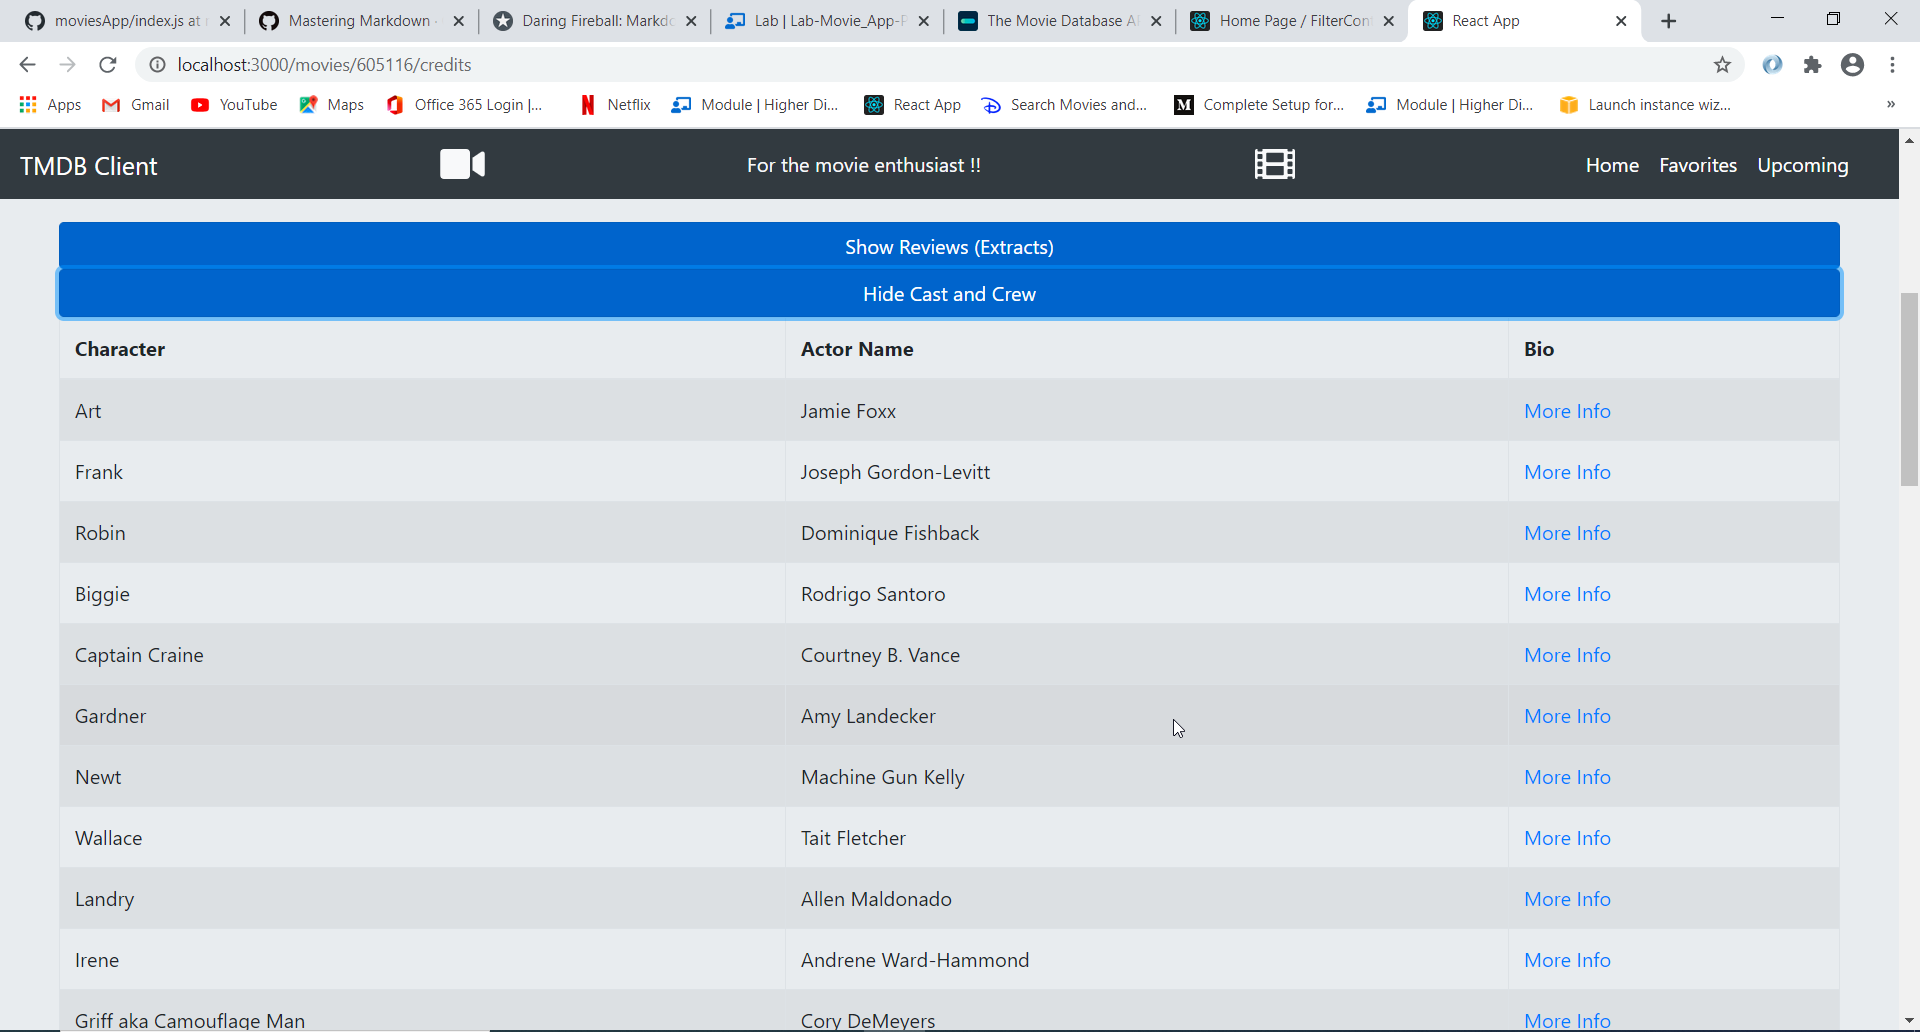 moviesApp/index.js at
Mastering Markdown ·
Daring Fireball: Markdo
Lab | Lab-Movie_App-P
The Movie Database AP
Home Page / FilterCont
React App
localhost:3000/movies/605116/credits
Apps
Gmail
YouTube
Maps
Office 365 Login |...
Netflix
Module | Higher Di...
React App
Search Movies and...
Complete Setup for...
Module | Higher Di...
Launch instance wiz...
»
TMDB Client
For the movie enthusiast !!
Home Favorites Upcoming
Show Reviews (Extracts)
Hide Cast and Crew
Character Actor Name Bio
Art Jamie Foxx More Info
Frank Joseph Gordon-Levitt More Info
Robin Dominique Fishback More Info
Biggie Rodrigo Santoro More Info
Captain Craine Courtney B. Vance More Info
Gardner Amy Landecker More Info
Newt Machine Gun Kelly More Info
Wallace Tait Fletcher More Info
Landry Allen Maldonado More Info
Irene Andrene Ward-Hammond More Info
Griff aka Camouflage Man Cory DeMeyers More Info